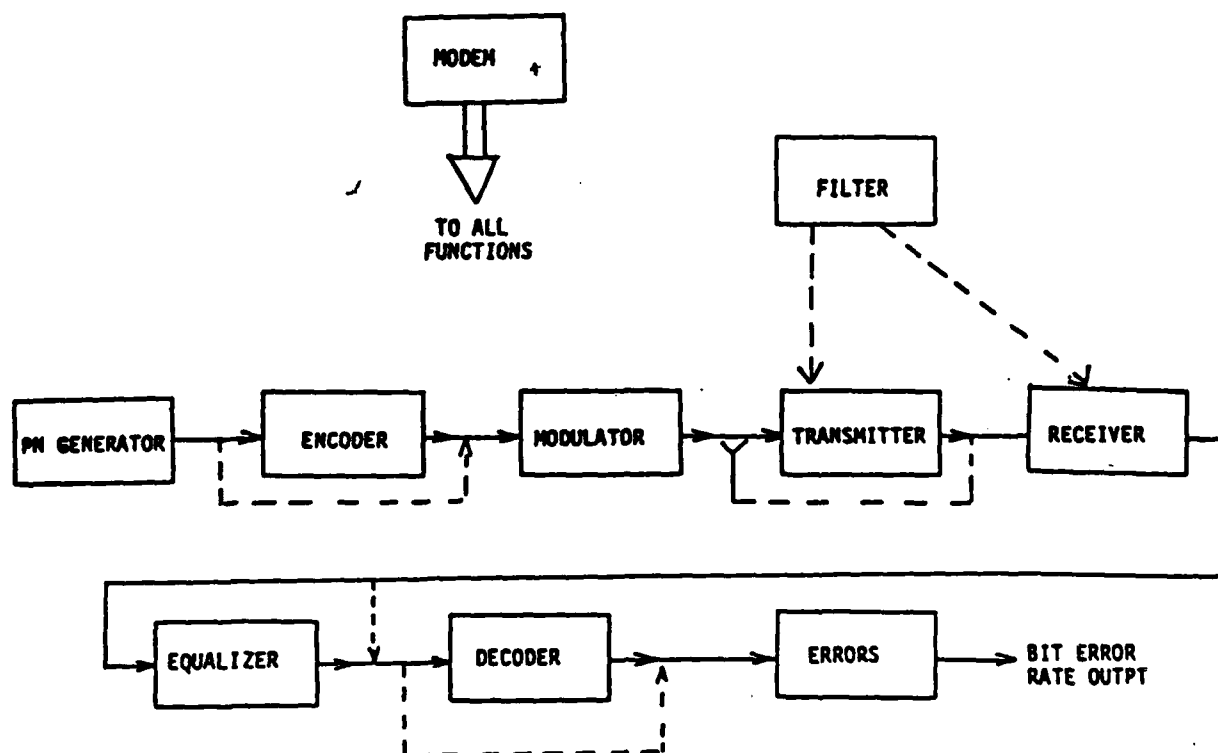 MODEM
TO ALL
FUNCTIONS
FILTER
PN GENERATOR
ENCODER
MODULATOR
TRANSMITTER
RECEIVER
EQUALIZER
DECODER
ERRORS
BIT ERROR
RATE OUTPT